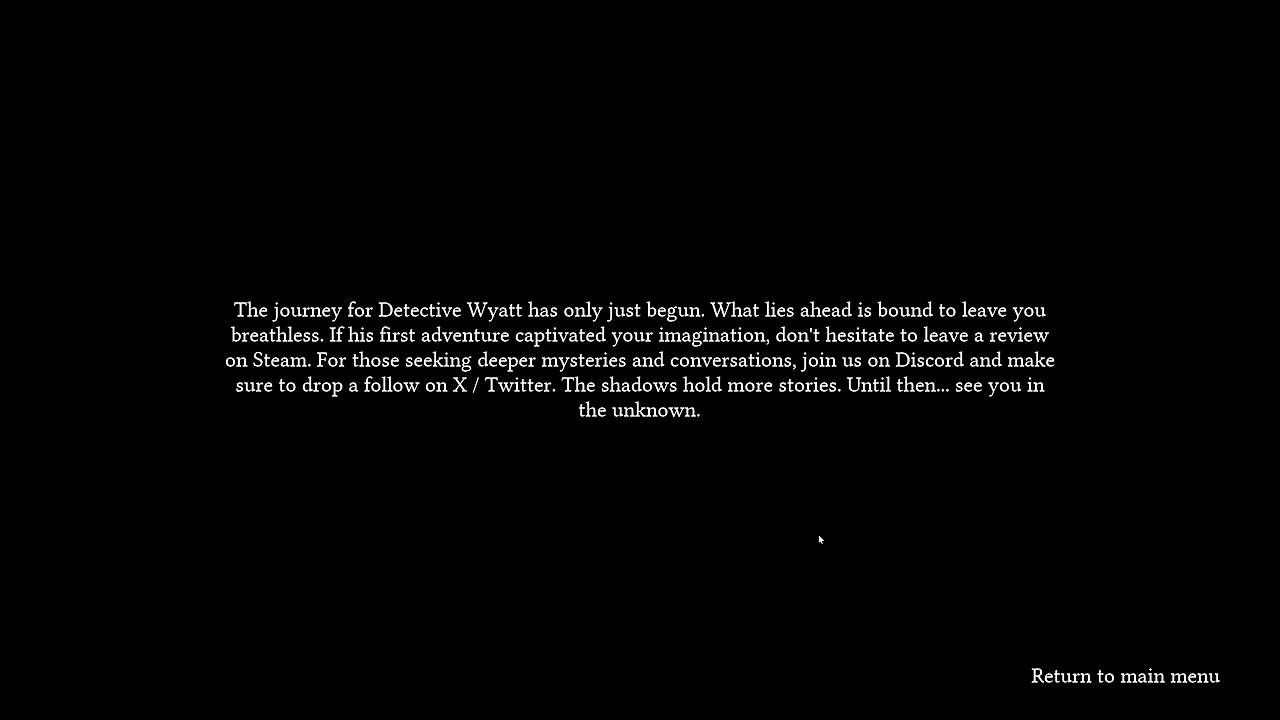 The journey for Detective Wyatt has only just begun. What lies ahead is bound to leave you
breathless. If his first adventure captivated your imagination, don't hesitate to leave a review
on Steam. For those seeking deeper mysteries and conversations, join us on Discord and make
sure to drop a follow on X / Twitter. The shadows hold more stories. Until then... see you in
the unknown.
Return to main menu